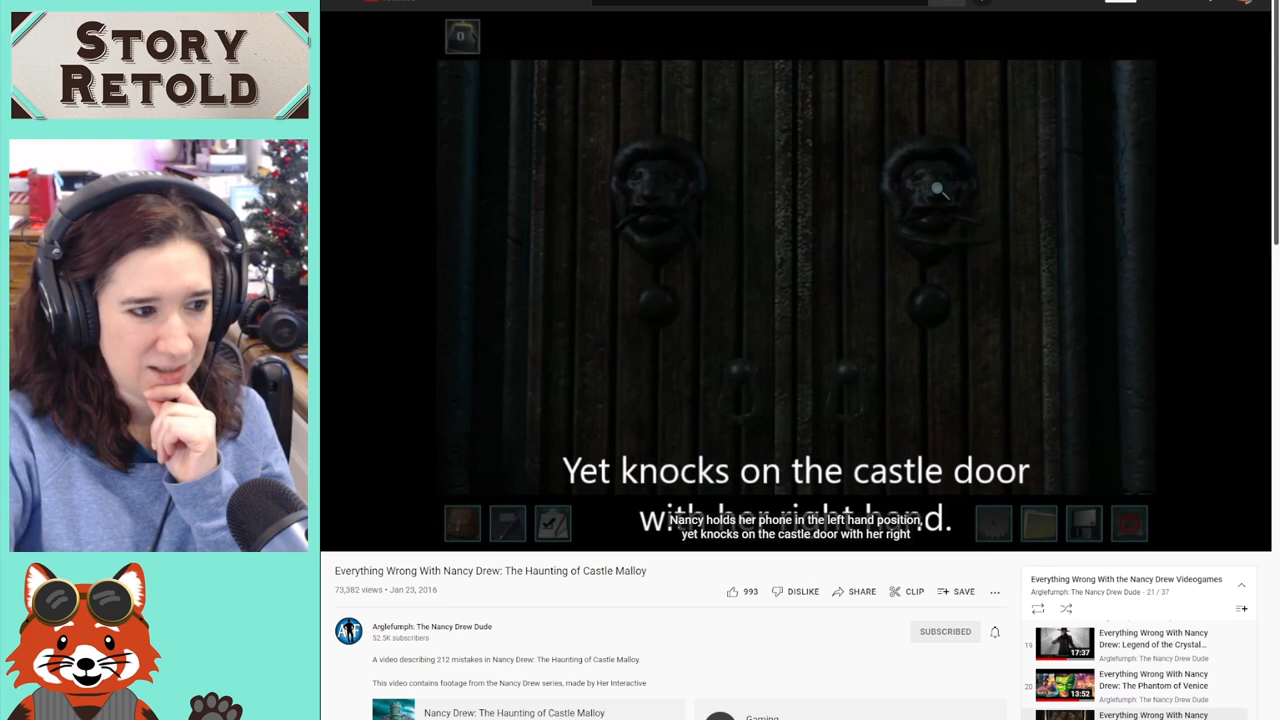 STORY
RETOLD
Yet knocks on the castle door
with her right hand.
Nancy holds her phone in the left hand position,
yet knocks on the castle door with her right
Everything Wrong With Nancy Drew: The Haunting of Castle Malloy
73,382 views • Jan 23, 2016
993
DISLIKE
SHARE
CLIP
SAVE
Arglefumph: The Nancy Drew Dude
52.5K subscribers
SUBSCRIBED
A video describing 212 mistakes in Nancy Drew: The Haunting of Castle Malloy.
This video contains footage from the Nancy Drew series, made by Her Interactive
Nancy Drew: The Haunting of Castle Malloy
Gaming
Everything Wrong With the Nancy Drew Videogames
Arglefumph: The Nancy Drew Dude - 21 / 37
19
17:37
Everything Wrong With Nancy
Drew: Legend of the Crystal...
Arglefumph: The Nancy Drew Dude
20
13:52
Everything Wrong With Nancy
Drew: The Phantom of Venice
Arglefumph: The Nancy Drew Dude
Everything Wrong With Nancy